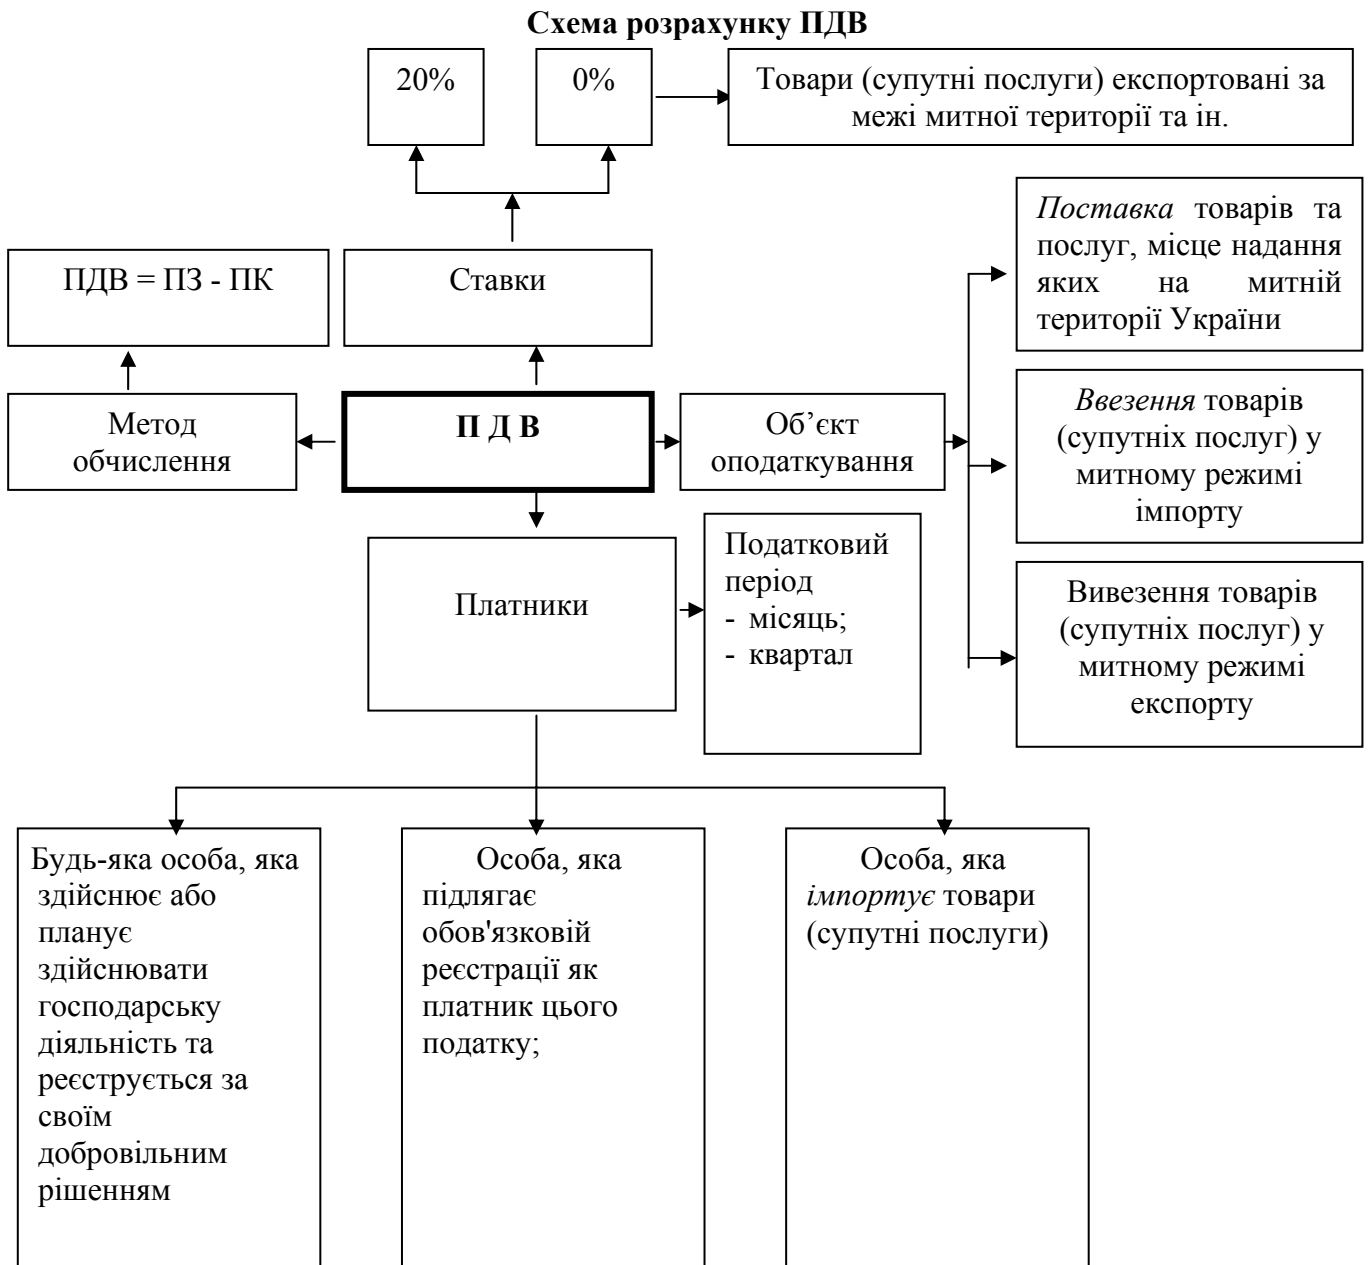 Схема розрахунку ПДВ
20%
0%
Товари (супутні послуги) експортовані за
межі митної території та ін.
ПДВ = ПЗ - ПК
Ставки
Поставка товарів та
послуг, місце надання
яких на митній
території України
Метод
обчислення
П Д В
Об’єкт
оподаткування
Ввезення товарів
(супутніх послуг) у
митному режимі
імпорту
Платники
Податковий
період
- місяць;
- квартал
Вивезення товарів
(супутніх послуг) у
митному режимі
експорту
Будь-яка особа, яка
здійснює або
планує
здійснювати
господарську
діяльність та
реєструється за
своїм
добровільним
рішенням
Особа, яка
підлягає
обов'язковій
реєстрації як
платник цього
податку;
Особа, яка
імпортує товари
(супутні послуги)